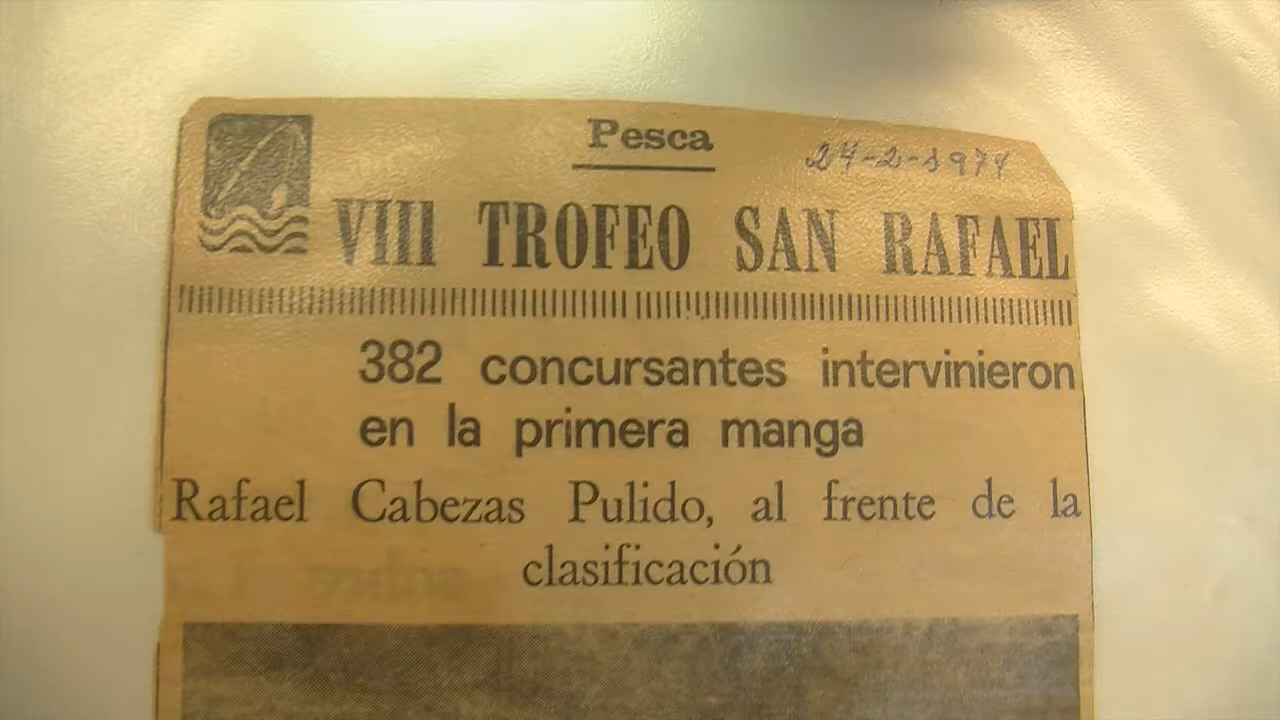 Pesca
24-2-1974
VIII TROFEO SAN RAFAEL
382 concursantes intervinieron
en la primera manga
Rafael Cabezas Pulido, al frente de la
clasificación